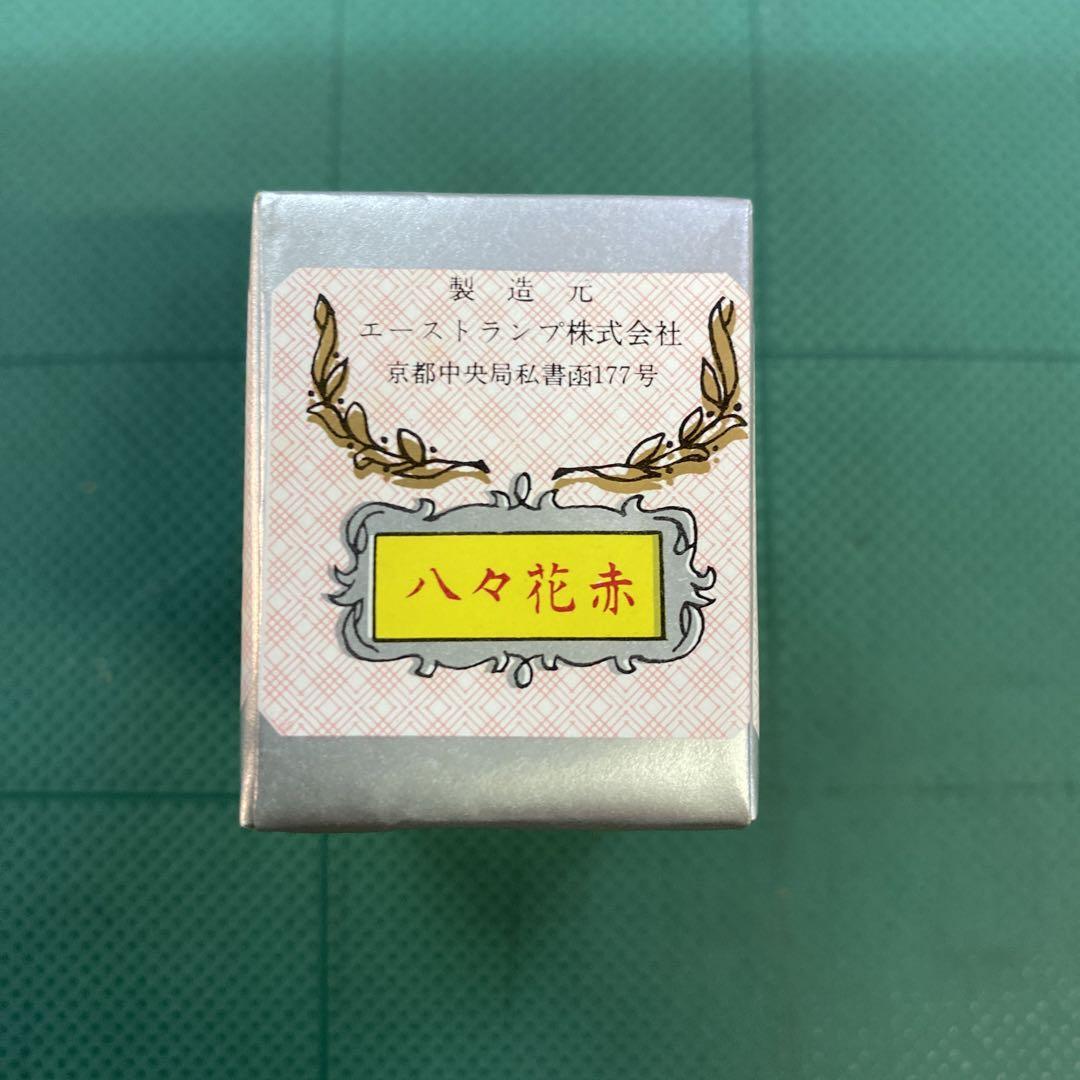 製造元
エーストランプ株式会社
京都中央局私書函177号
八々花赤